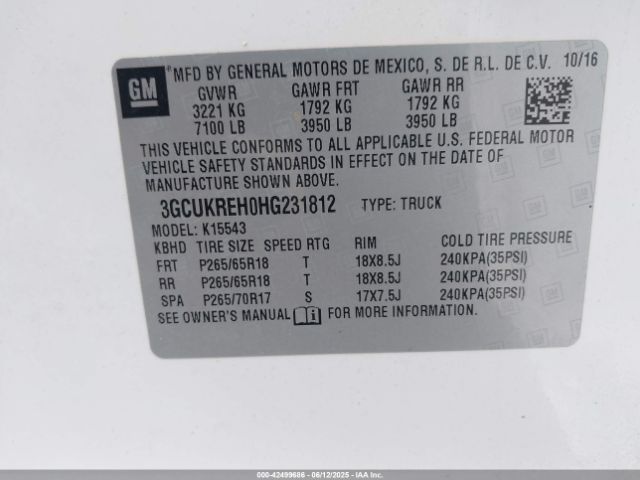 GM
MFD BY GENERAL MOTORS DE MEXICO, S. DE R.L. DE C.V. 10/16
GVWR GAWR FRT GAWR RR
3221 KG 1792 KG 1792 KG
7100 LB 3950 LB 3950 LB
THIS VEHICLE CONFORMS TO ALL APPLICABLE U.S. FEDERAL MOTOR
VEHICLE SAFETY STANDARDS IN EFFECT ON THE DATE OF
MANUFACTURE SHOWN ABOVE.
3GCUKREH0HG231812 TYPE: TRUCK
MODEL: K15543
KBHD TIRE SIZE SPEED RTG RIM COLD TIRE PRESSURE
FRT P265/65R18 T 18X8.5J 240KPA(35PSI)
RR P265/65R18 T 18X8.5J 240KPA(35PSI)
SPA P265/70R17 S 17X7.5J 240KPA(35PSI)
SEE OWNER'S MANUAL i FOR MORE INFORMATION.
000-42499686 - 06/12/2025 - IAAI.COM